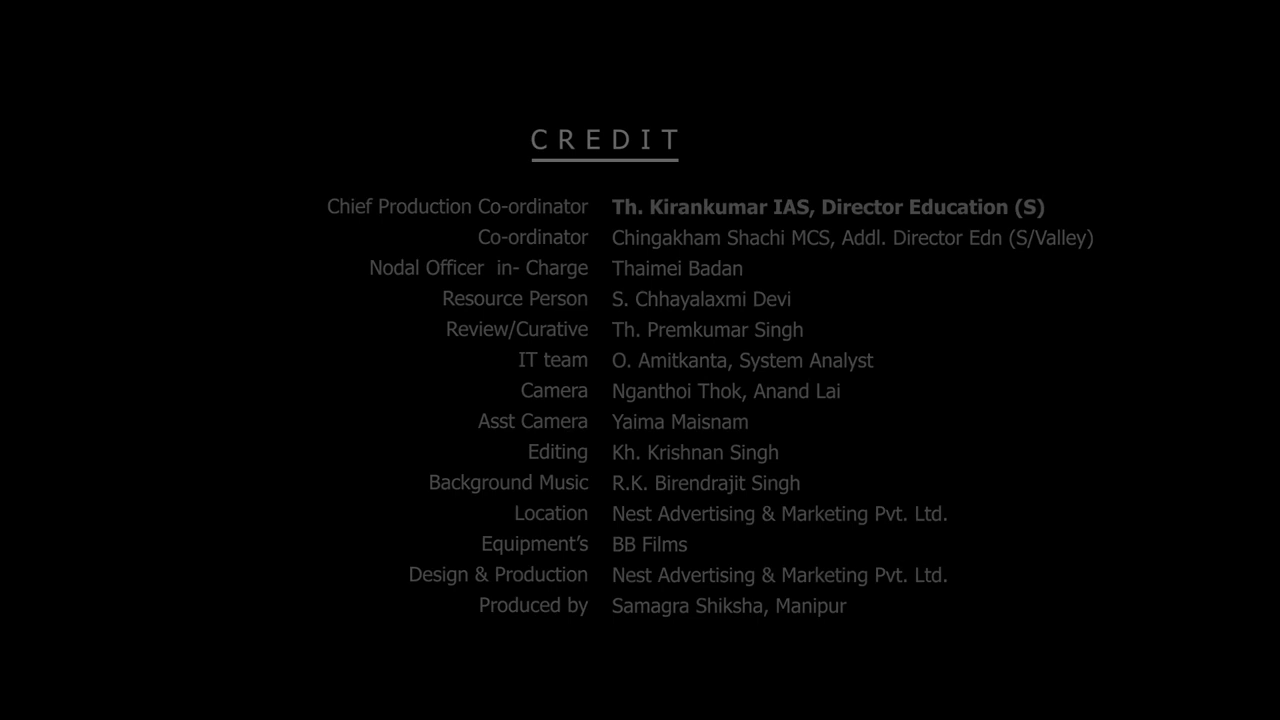 CREDIT
Chief Production Co-ordinator Th. Kirankumar IAS, Director Education (S)
Co-ordinator Chingakham Shachi MCS, Addl. Director Edn (S/Valley)
Nodal Officer in- Charge Thaimei Badan
Resource Person S. Chhayalaxmi Devi
Review/Curative Th. Premkumar Singh
IT team O. Amitkanta, System Analyst
Camera Nganthoi Thok, Anand Lai
Asst Camera Yaima Maisnam
Editing Kh. Krishnan Singh
Background Music R.K. Birendrajit Singh
Location Nest Advertising & Marketing Pvt. Ltd.
Equipment’s BB Films
Design & Production Nest Advertising & Marketing Pvt. Ltd.
Produced by Samagra Shiksha, Manipur